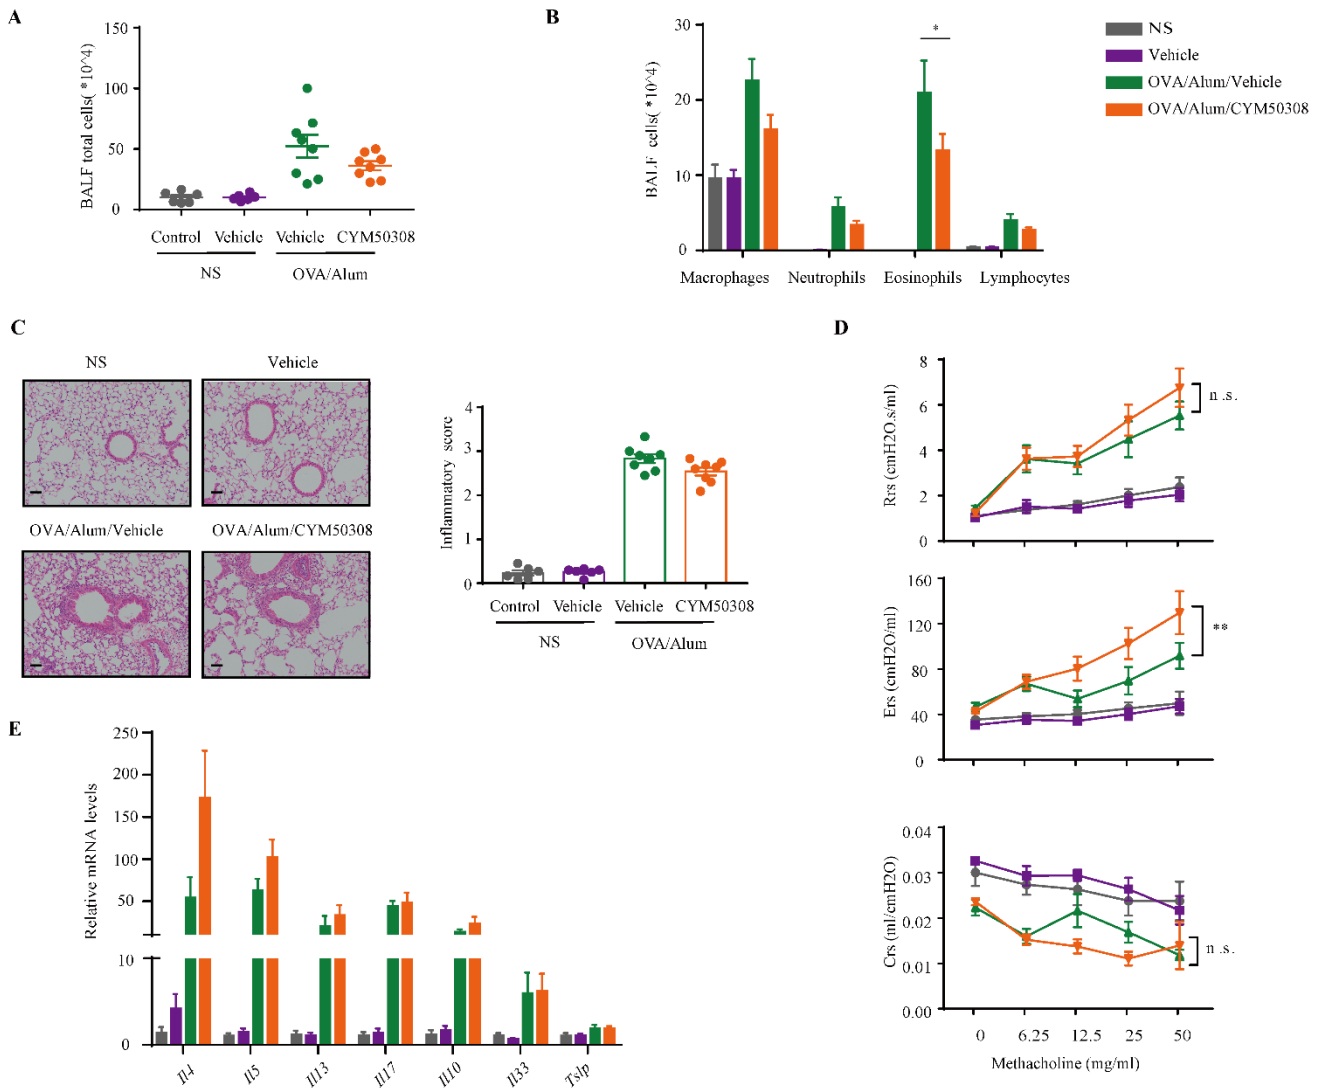 A
150
100
50
0
BALF total cells( *10^4)
Control Vehicle Vehicle CYM50308
NS OVA/Alum
B
30
20
10
0
BALF cells( *10^4)
*
Macrophages Neutrophils Eosinophils Lymphocytes
NS
Vehicle
OVA/Alum/Vehicle
OVA/Alum/CYM50308
C
NS Vehicle
OVA/Alum/Vehicle OVA/Alum/CYM50308
4
3
2
1
0
Inflammatory score
Control Vehicle Vehicle CYM50308
NS OVA/Alum
D
8
6
4
2
0
Rrs (cmH2O.s/ml)
n .s.
160
120
80
40
0
Ers (cmH2O/ml)
**
0.04
0.03
0.02
0.01
0.00
Crs (ml/cmH2O)
n .s.
0 6.25 12.5 25 50
Methacholine (mg/ml)
E
250
200
150
100
50
10
0
Relative mRNA levels
Il4 Il5 Il13 Il17 Il10 Il33 Tslp